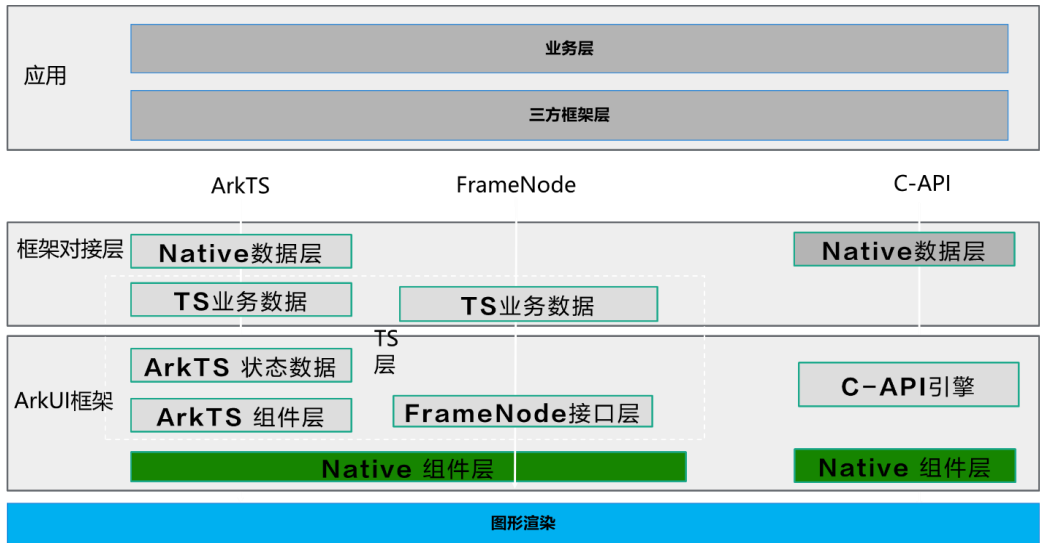 业务层
应用
三方框架层
ArkTS
FrameNode
C-API
框架对接层
Native数据层
Native数据层
TS业务数据
TS业务数据
TS
层
ArkTS 状态数据
C-API引擎
ArkUI框架
ArkTS 组件层
FrameNode接口层
Native 组件层
Native 组件层
图形渲染